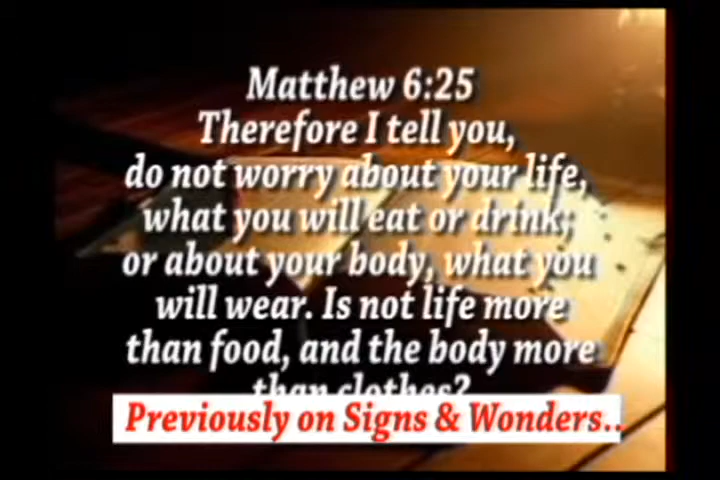 Matthew 6:25
Therefore I tell you,
do not worry about your life,
what you will eat or drink;
or about your body, what you
will wear. Is not life more
than food, and the body more
than clothes?
Previously on Signs & Wonders..